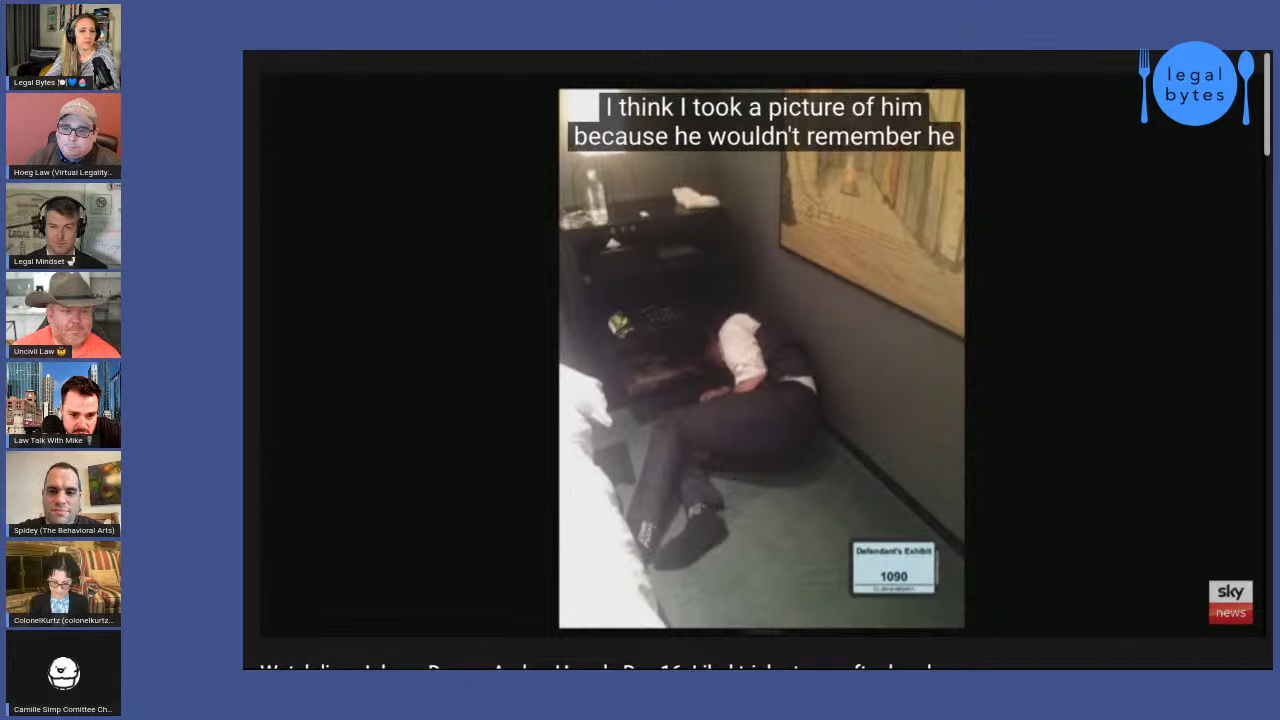 Legal Bytes
Hoeg Law (Virtual Legality...
Legal Mindset
Uncivil Law
Law Talk With Mike
Spidey (The Behavioral Arts)
ColonelKurtz (colonelkurtz...
Camille Simp Comittee Ch...
I think I took a picture of him
because he wouldn't remember he
Defendant's Exhibit
1090
legal
bytes
sky
news